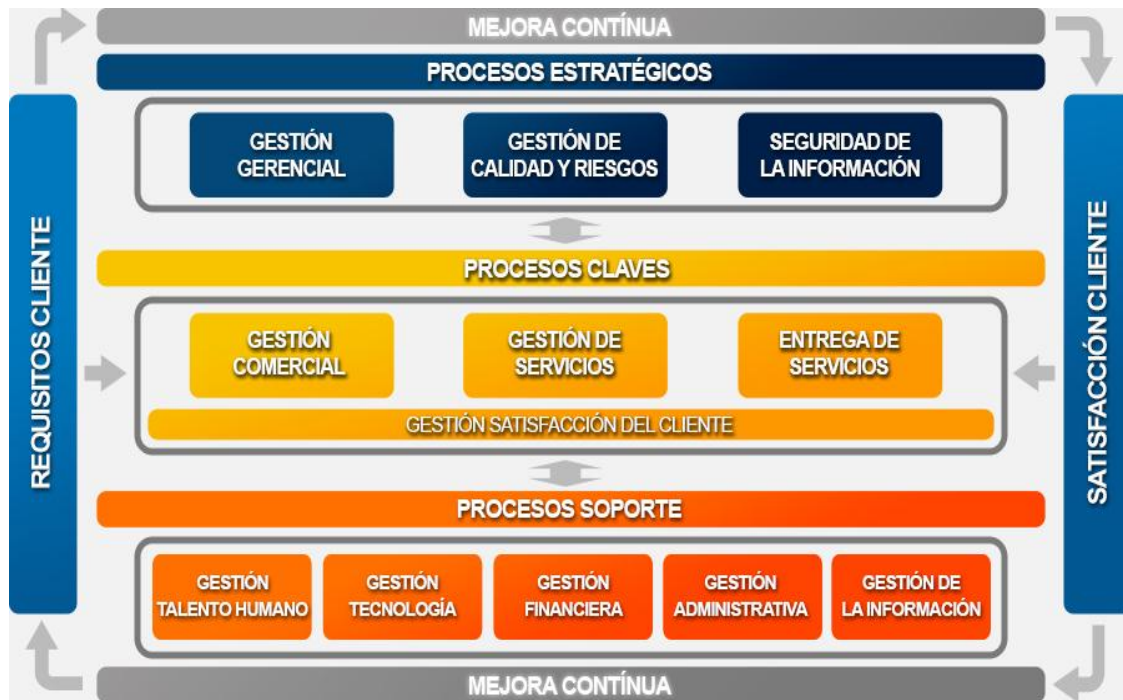 MEJORA CONTÍNUA
PROCESOS ESTRATÉGICOS
GESTIÓN
GERENCIAL
GESTIÓN DE
CALIDAD Y RIESGOS
SEGURIDAD DE
LA INFORMACIÓN
REQUISITOS CLIENTE
PROCESOS CLAVES
GESTIÓN
COMERCIAL
GESTIÓN DE
SERVICIOS
ENTREGA DE
SERVICIOS
GESTIÓN SATISFACCIÓN DEL CLIENTE
SATISFACCIÓN CLIENTE
PROCESOS SOPORTE
GESTIÓN
TALENTO HUMANO
GESTIÓN
TECNOLOGÍA
GESTIÓN
FINANCIERA
GESTIÓN
ADMINISTRATIVA
GESTIÓN DE
LA INFORMACIÓN
MEJORA CONTÍNUA